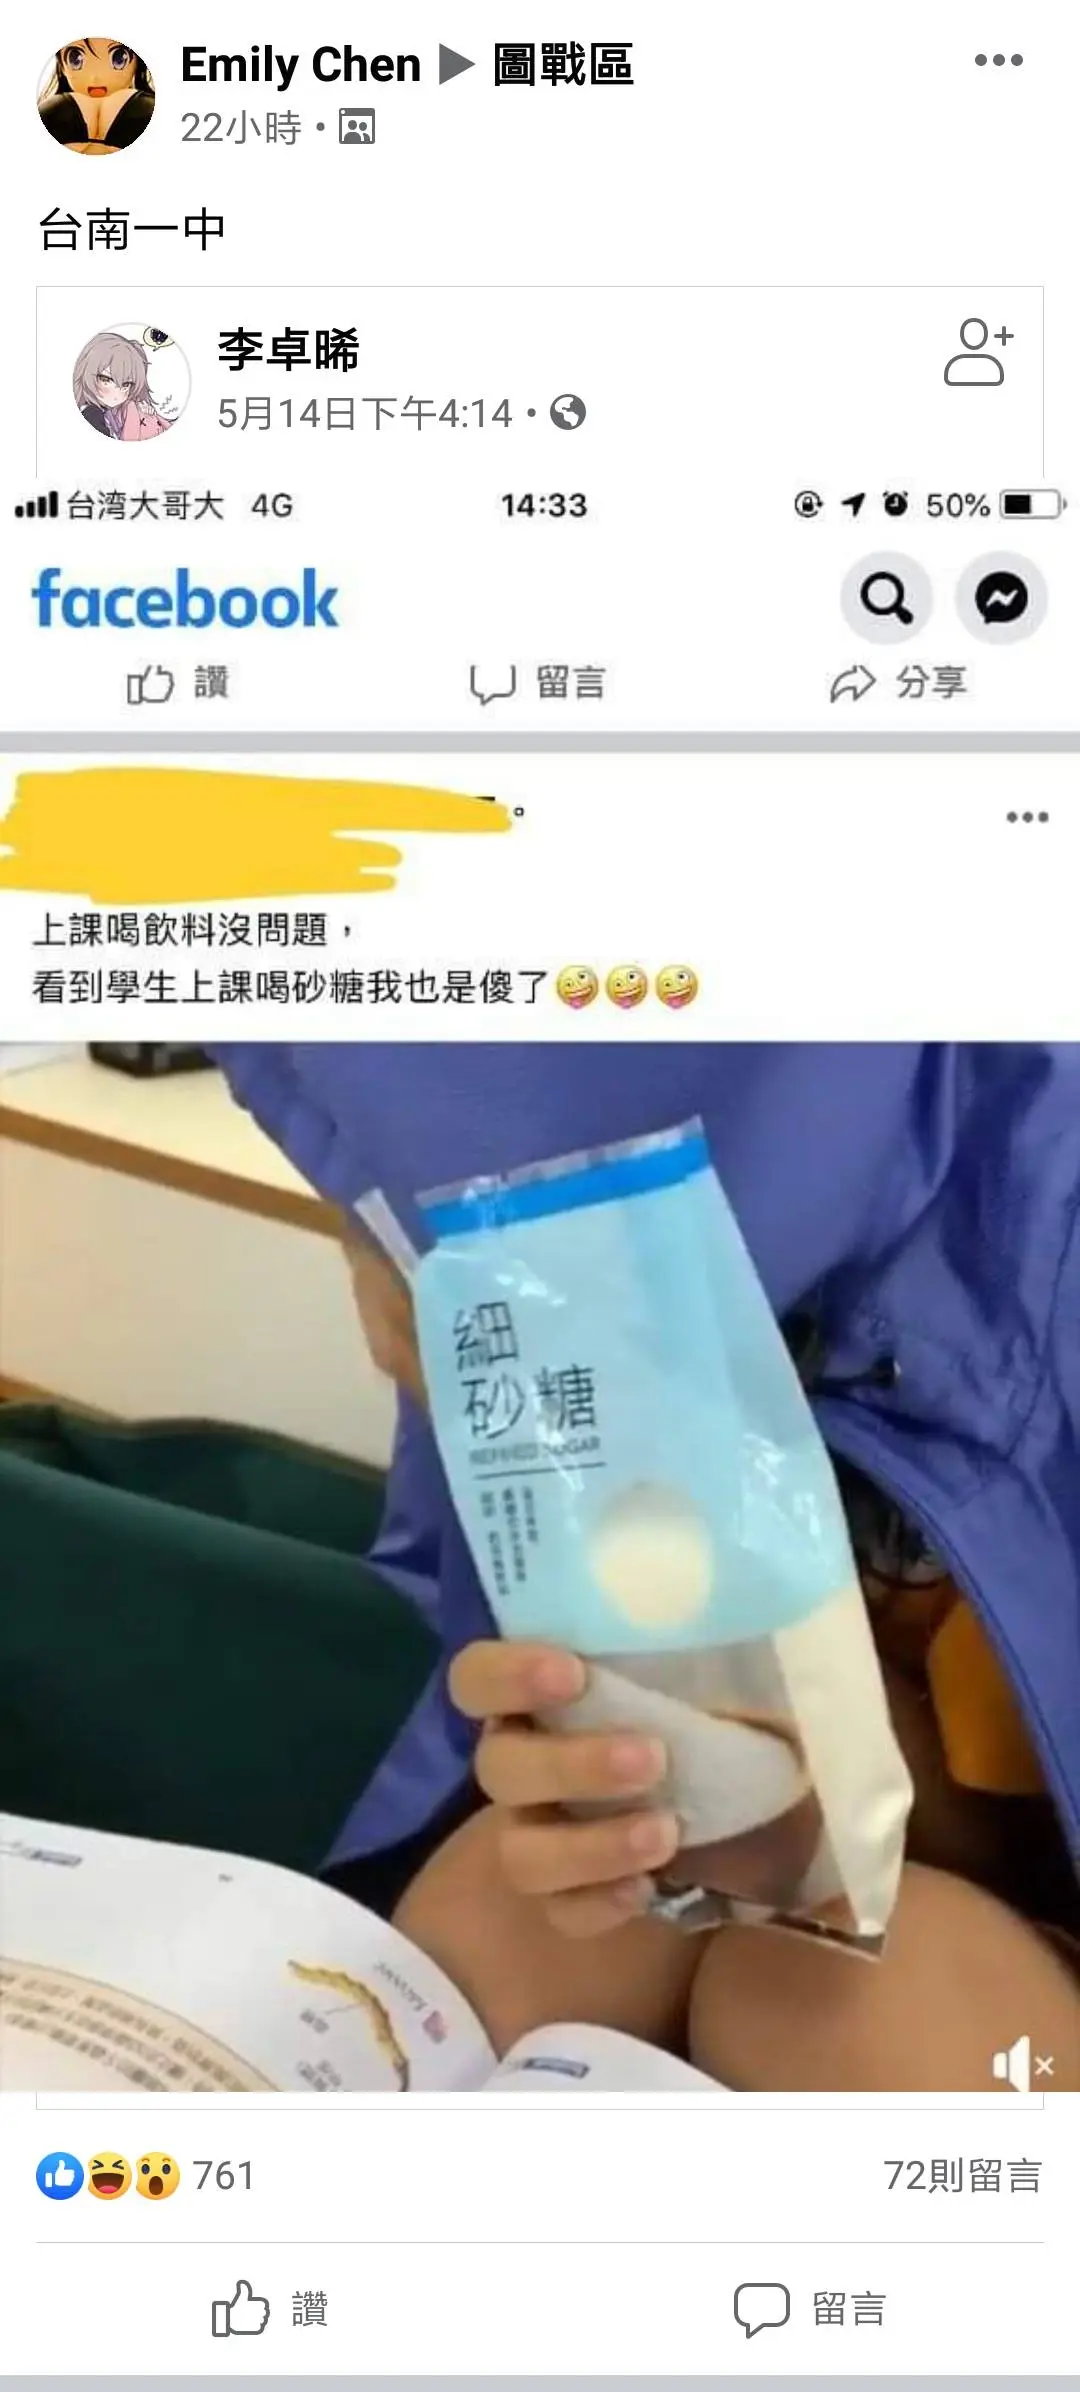 Emily Chen ▶ 圖戰區
22小時 •
台南一中
李卓晞
5月14日下午4:14 •
台湾大哥大 4G 14:33 50%
facebook
讚 留言 分享
。
上課喝飲料沒問題，
看到學生上課喝砂糖我也是傻了🤪🤪🤪
細
砂糖
REFINED SUGAR
761 72則留言
讚 留言